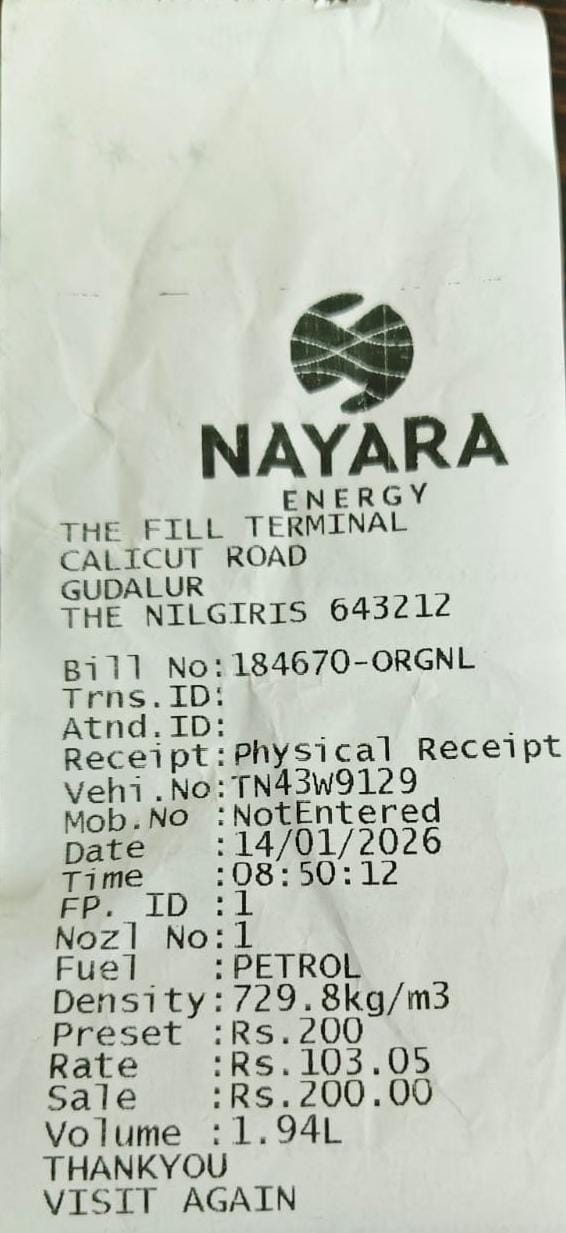 NAYARA
ENERGY
THE FILL TERMINAL
CALICUT ROAD
GUDALUR
THE NILGIRIS 643212
Bill No:184670-ORGNL
Trns.ID:
Atnd.ID:
Receipt:Physical Receipt
Vehi.No:TN43W9129
Mob.No :NotEntered
Date :14/01/2026
Time :08:50:12
FP. ID :1
Nozl No:1
Fuel :PETROL
Density:729.8kg/m3
Preset :Rs.200
Rate :Rs.103.05
Sale :Rs.200.00
Volume :1.94L
THANKYOU
VISIT AGAIN